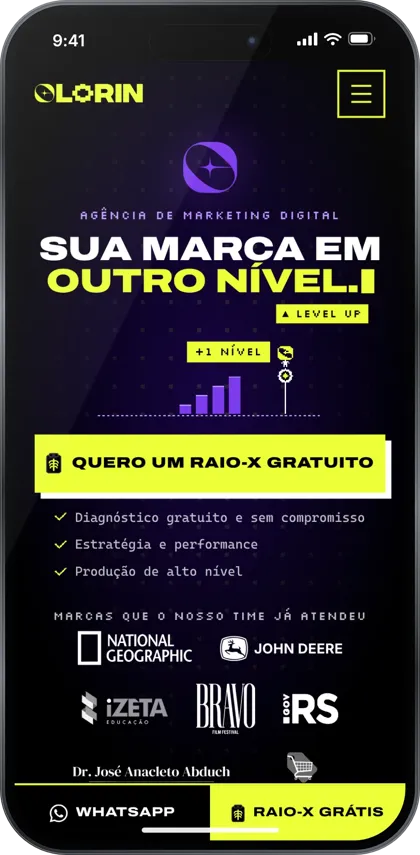 9:41
OLORIN
AGÊNCIA DE MARKETING DIGITAL
SUA MARCA EM
OUTRO NÍVEL.
▲ LEVEL UP
+1 NÍVEL
QUERO UM RAIO-X GRATUITO
Diagnóstico gratuito e sem compromisso
Estratégia e performance
Produção de alto nível
MARCAS QUE O NOSSO TIME JÁ ATENDEU
NATIONAL
GEOGRAPHIC
JOHN DEERE
iZETA
EDUCAÇÃO
BRAVO
FILM FESTIVAL
GOV
RS
Dr. José Anacleto Abduch
WHATSAPP
RAIO-X GRÁTIS